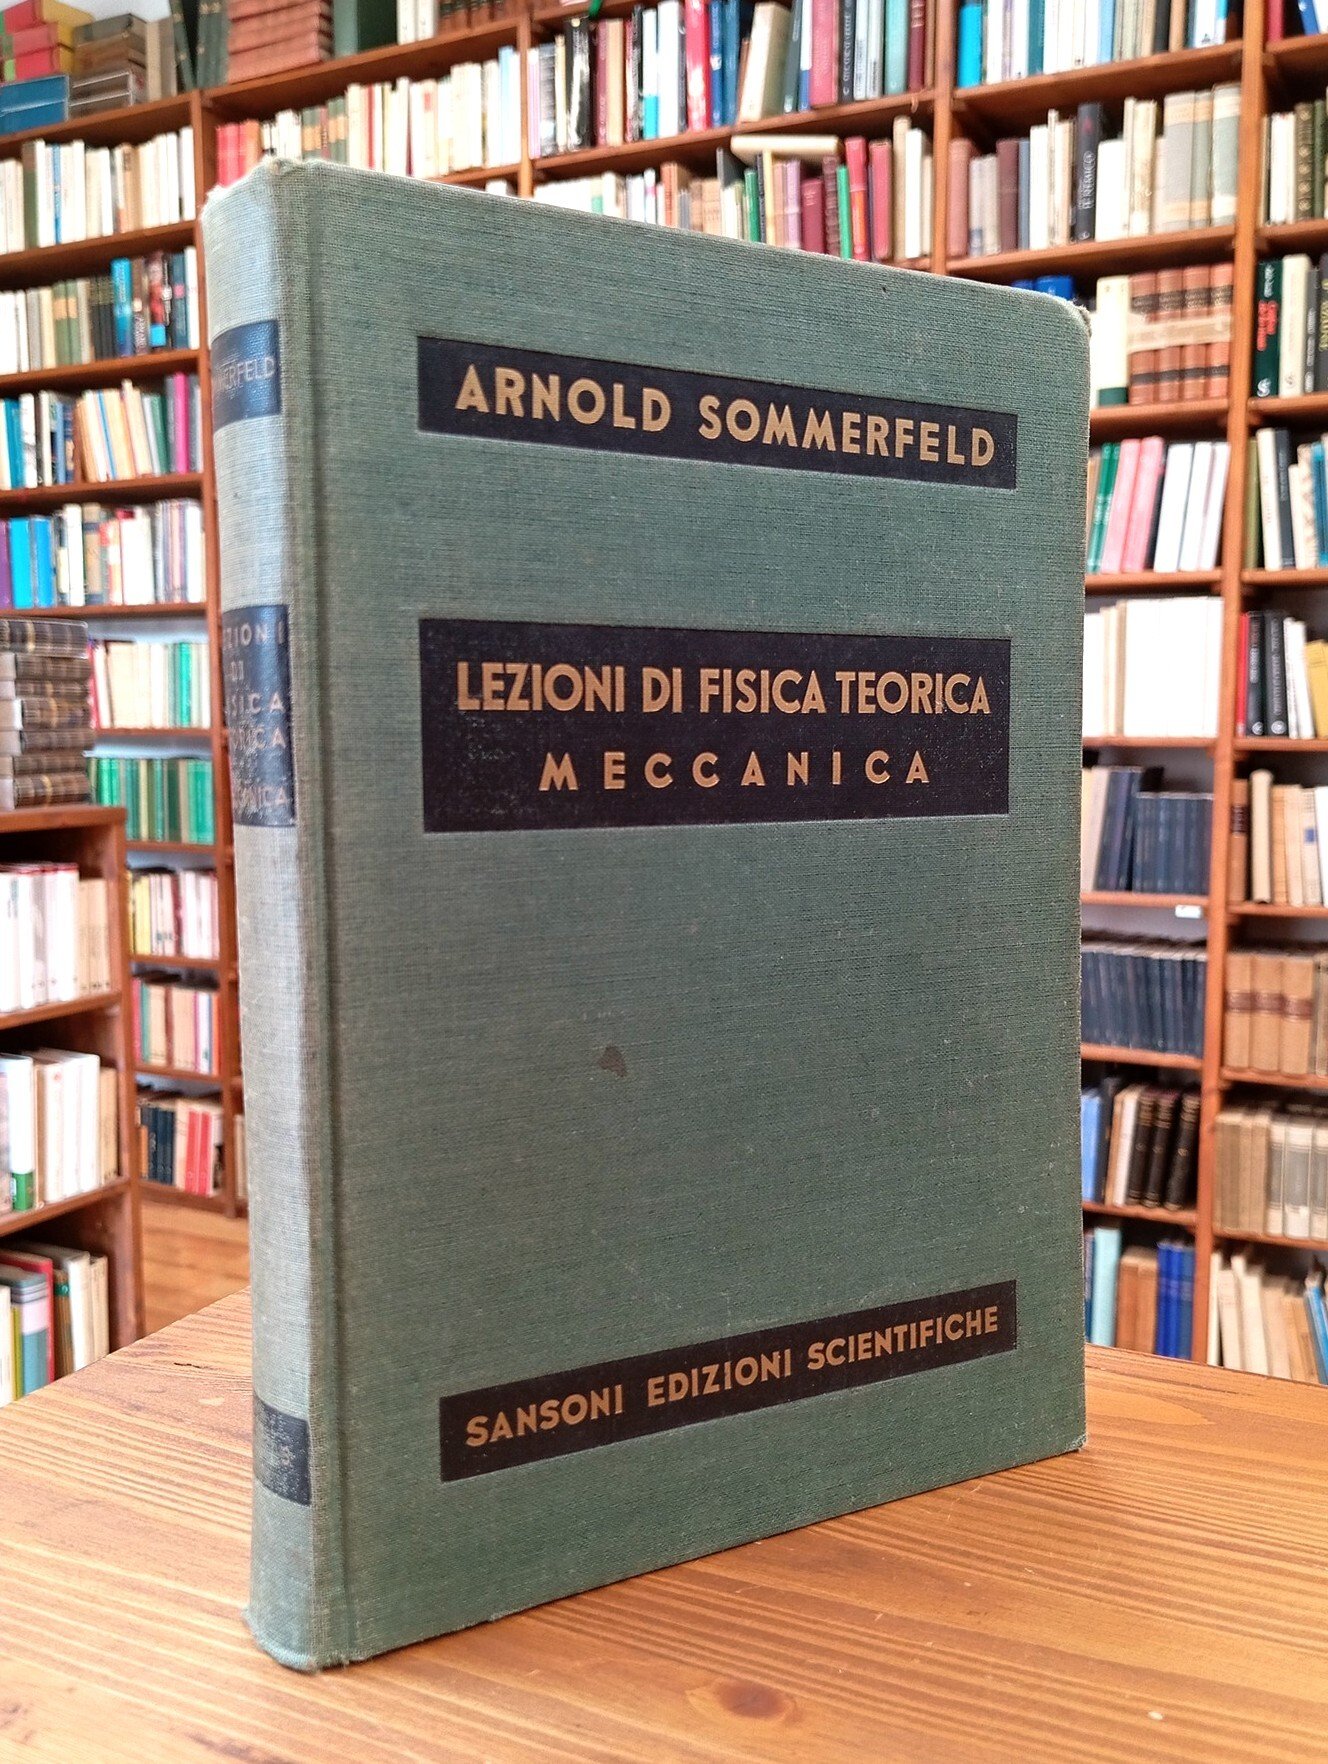 ARNOLD SOMMERFELD
LEZIONI DI FISICA TEORICA
MECCANICA
SANSONI EDIZIONI SCIENTIFICHE